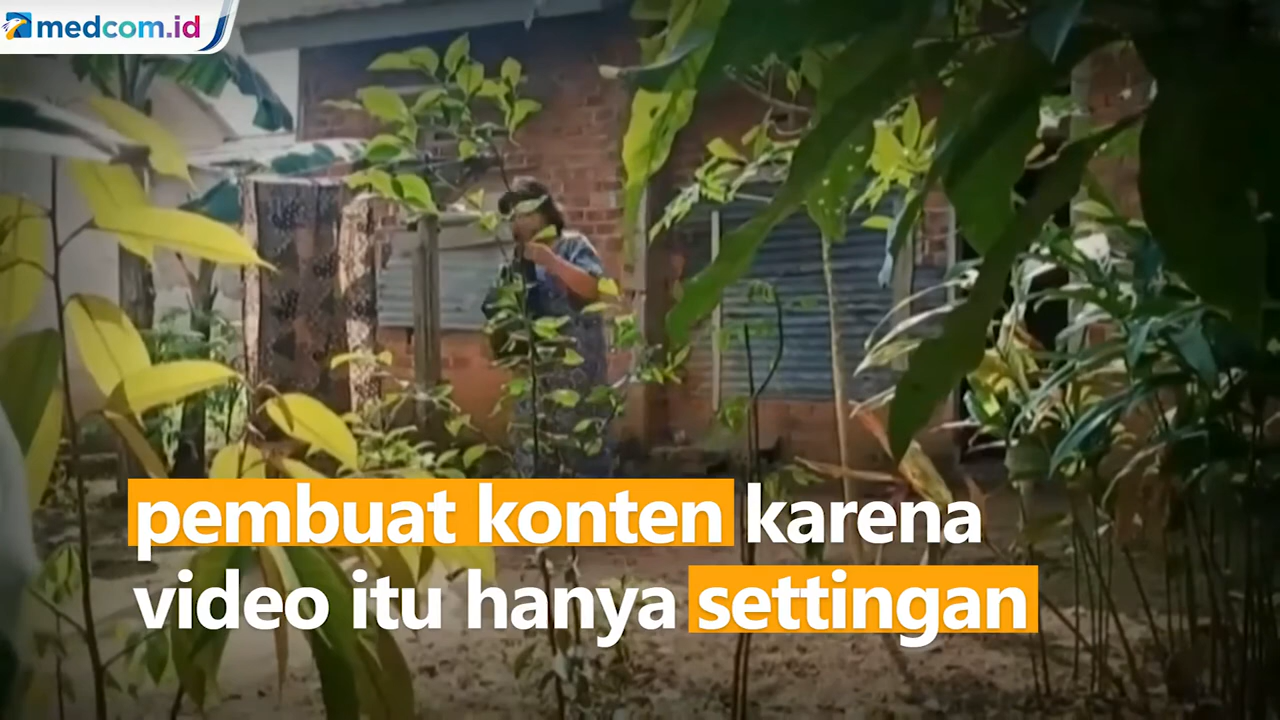 medcom.id
pembuat konten karena
video itu hanya settingan